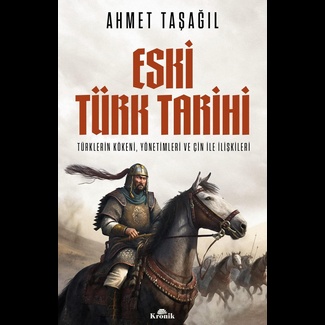 AHMET TAŞAĞIL
ESKİ
TÜRK TARİHİ
TÜRKLERİN KÖKENİ, YÖNETİMLERİ VE ÇİN İLE İLİŞKİLERİ
Kronik